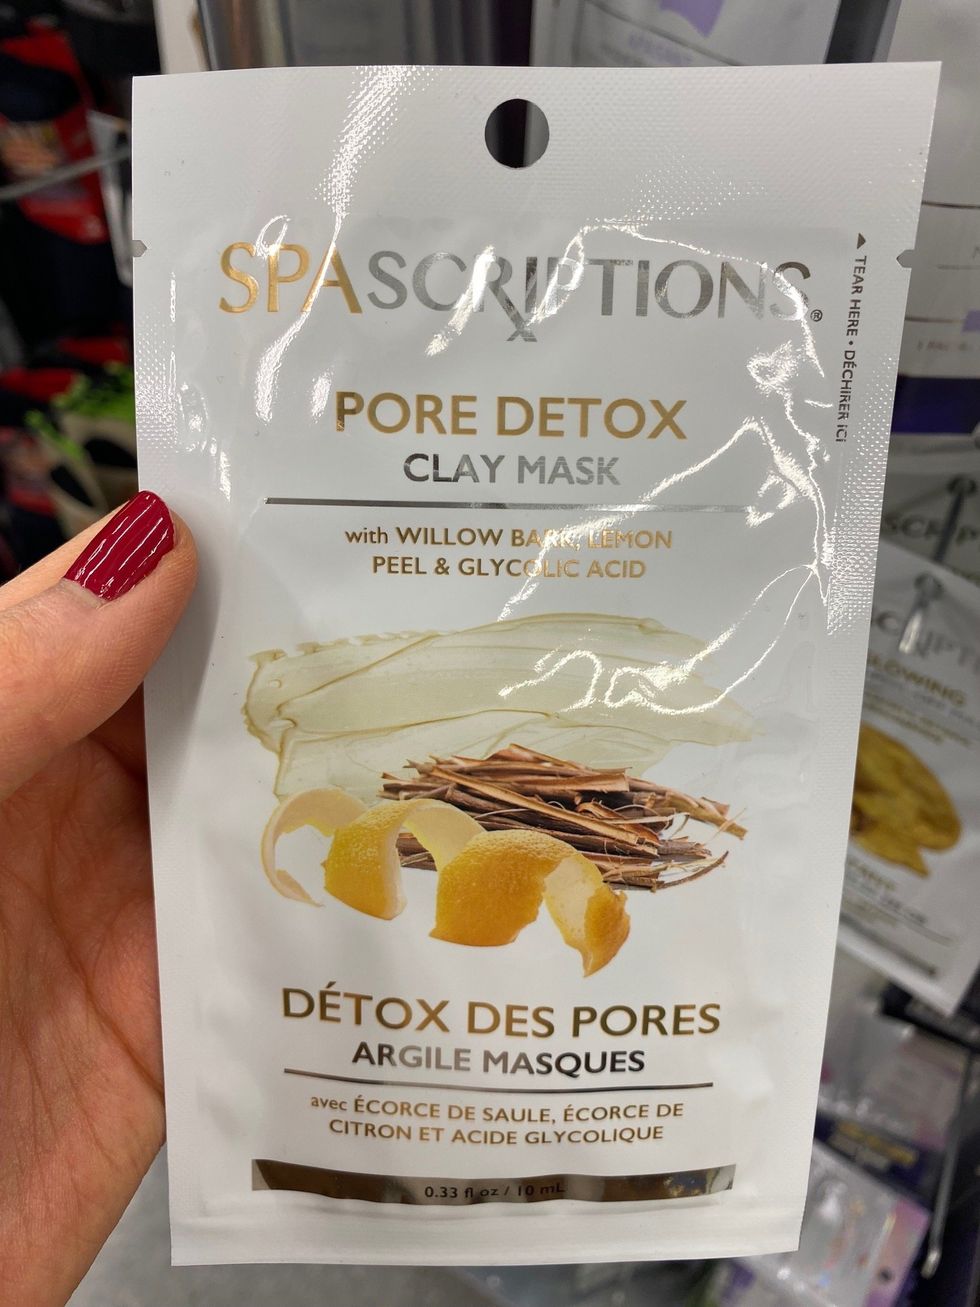 SPASCRIPTIONS®
TEAR HERE • DÉCHIRER iCi
PORE DETOX
CLAY MASK
with WILLOW BARK, LEMON
PEEL & GLYCOLIC ACID
DÉTOX DES PORES
ARGILE MASQUES
avec ÉCORCE DE SAULE, ÉCORCE DE
CITRON ET ACIDE GLYCOLIQUE
0.33 fl oz / 10 mL
GLOWING